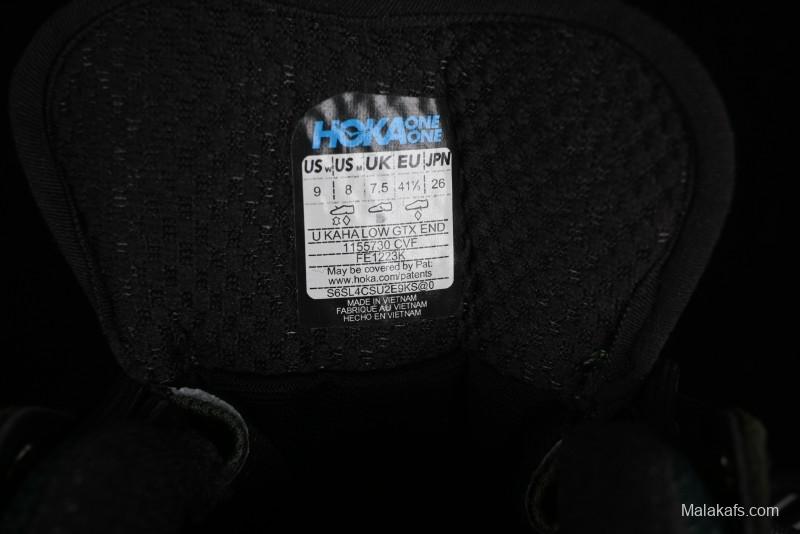 HOKA ONE ONE
US W US M UK EU JPN
9 8 7.5 41⅓ 26
U KAHA LOW GTX END
1155730 CVF
FE1223K
May be covered by Pat:
www.hoka.com/patents
S6SL4CSU2E9KS@0
MADE IN VIETNAM
FABRIQUE AU VIETNAM
HECHO EN VIETNAM
Malakafs.com